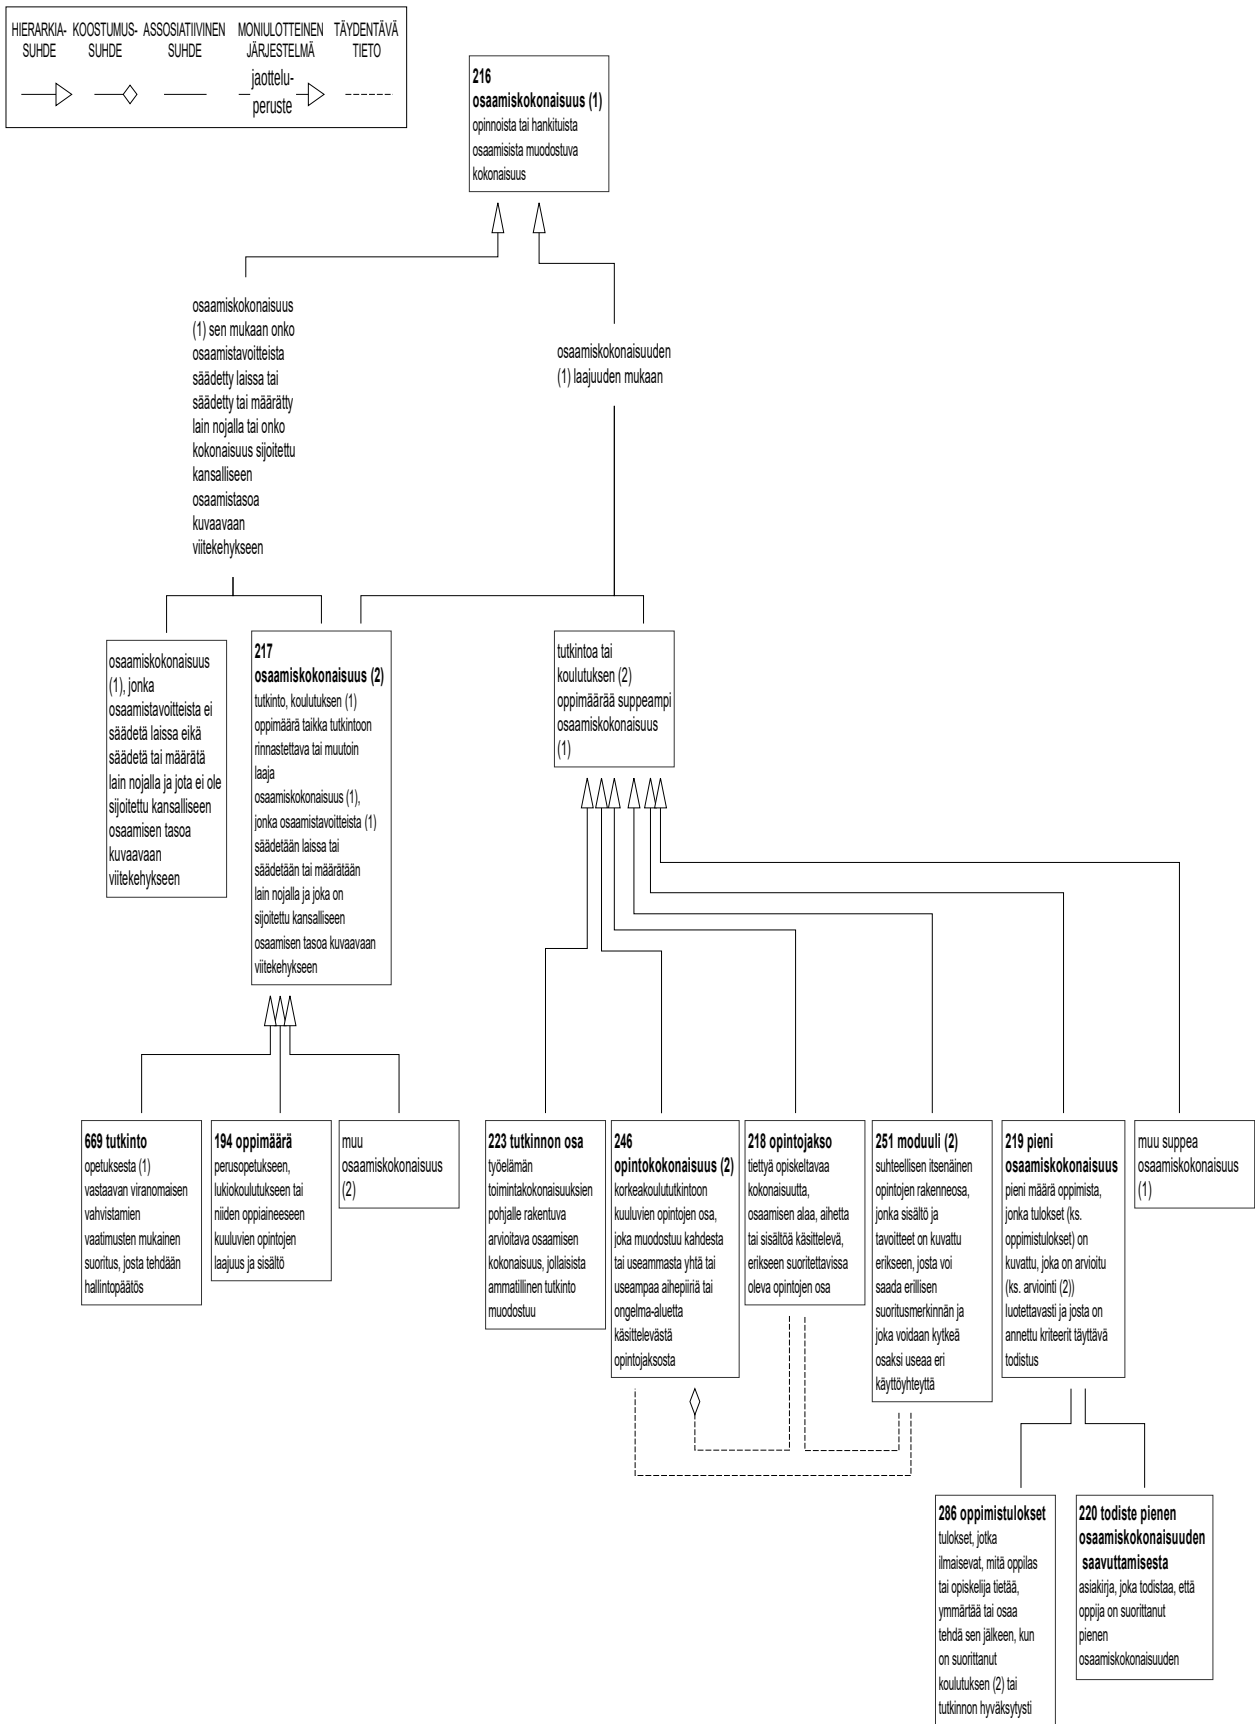 HIERARKIA-
SUHDE
KOOSTUMUS-
SUHDE
ASSOSIATIIVINEN
SUHDE
MONIULOTTEINEN
JÄRJESTELMÄ
jaottelu-
peruste
TÄYDENTÄVÄ
TIETO
216
osaamiskokonaisuus (1)
opinnoista tai hankituista
osaamisista muodostuva
kokonaisuus
osaamiskokonaisuus
(1) sen mukaan onko
osaamistavoitteista
säädetty laissa tai
säädetty tai määrätty
lain nojalla tai onko
kokonaisuus sijoitettu
kansalliseen
osaamistasoa
kuvaavaan
viitekehykseen
osaamiskokonaisuuden
(1) laajuuden mukaan
osaamiskokonaisuus
(1), jonka
osaamistavoitteista ei
säädetä laissa eikä
säädetä tai määrätä
lain nojalla ja jota ei ole
sijoitettu kansalliseen
osaamisen tasoa
kuvaavaan
viitekehykseen
217
osaamiskokonaisuus (2)
tutkinto, koulutuksen (1)
oppimäärä taikka tutkintoon
rinnastettava tai muutoin
laaja
osaamiskokonaisuus (1),
jonka osaamistavoitteista (1)
säädetään laissa tai
säädetään tai määrätään
lain nojalla ja joka on
sijoitettu kansalliseen
osaamisen tasoa kuvaavaan
viitekehykseen
tutkintoa tai
koulutuksen (2)
oppimäärää suppeampi
osaamiskokonaisuus
(1)
669 tutkinto
opetuksesta (1)
vastaavan viranomaisen
vahvistamien
vaatimusten mukainen
suoritus, josta tehdään
hallintopäätös
194 oppimäärä
perusopetukseen,
lukiokoulutukseen tai
niiden oppiaineeseen
kuuluvien opintojen
laajuus ja sisältö
muu
osaamiskokonaisuus
(2)
223 tutkinnon osa
työelämän
toimintakokonaisuuksien
pohjalle rakentuva
arvioitava osaamisen
kokonaisuus, jollaisista
ammatillinen tutkinto
muodostuu
246
opintokokonaisuus (2)
korkeakoulututkintoon
kuuluvien opintojen osa,
joka muodostuu kahdesta
tai useammasta yhtä tai
useampaa aihepiiriä tai
ongelma-aluetta
käsittelevästä
opintojaksosta
218 opintojakso
tiettyä opiskeltavaa
kokonaisuutta,
osaamisen alaa, aihetta
tai sisältöä käsittelevä,
erikseen suoritettavissa
oleva opintojen osa
251 moduuli (2)
suhteellisen itsenäinen
opintojen rakenneosa,
jonka sisältö ja
tavoitteet on kuvattu
erikseen, josta voi
saada erillisen
suoritusmerkinnän ja
joka voidaan kytkeä
osaksi useaa eri
käyttöyhteyttä
219 pieni
osaamiskokonaisuus
pieni määrä oppimista,
jonka tulokset (ks.
oppimistulokset) on
kuvattu, joka on arvioitu
(ks. arviointi (2))
luotettavasti ja josta on
annettu kriteerit täyttävä
todistus
muu suppea
osaamiskokonaisuus
(1)
286 oppimistulokset
tulokset, jotka
ilmaisevat, mitä oppilas
tai opiskelija tietää,
ymmärtää tai osaa
tehdä sen jälkeen, kun
on suorittanut
koulutuksen (2) tai
tutkinnon hyväksytysti
220 todiste pienen
osaamiskokonaisuuden
saavuttamisesta
asiakirja, joka todistaa, että
oppija on suorittanut
pienen
osaamiskokonaisuuden